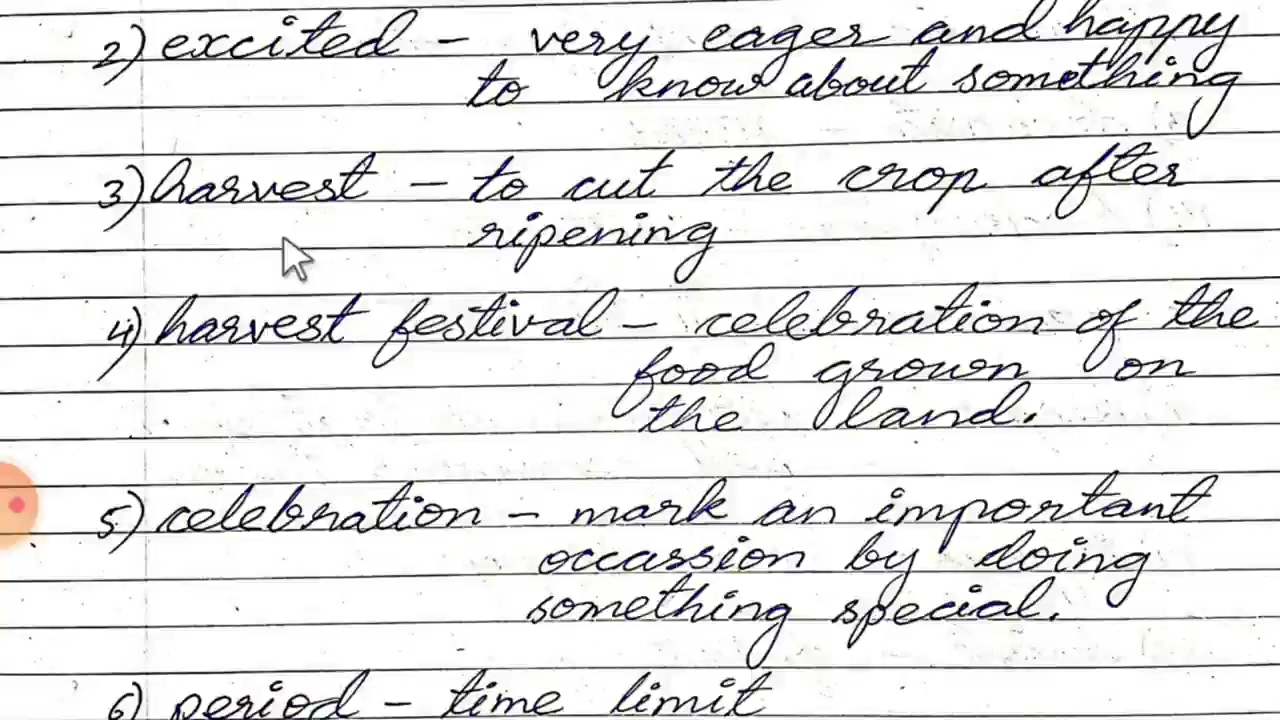 2) excited - very eager and happy
to know about something
3) harvest - to cut the crop after
ripening
4) harvest festival - celebration of the
food grown on
the land.
5) celebration - mark an important
occassion by doing
something special.
6) period - time limit